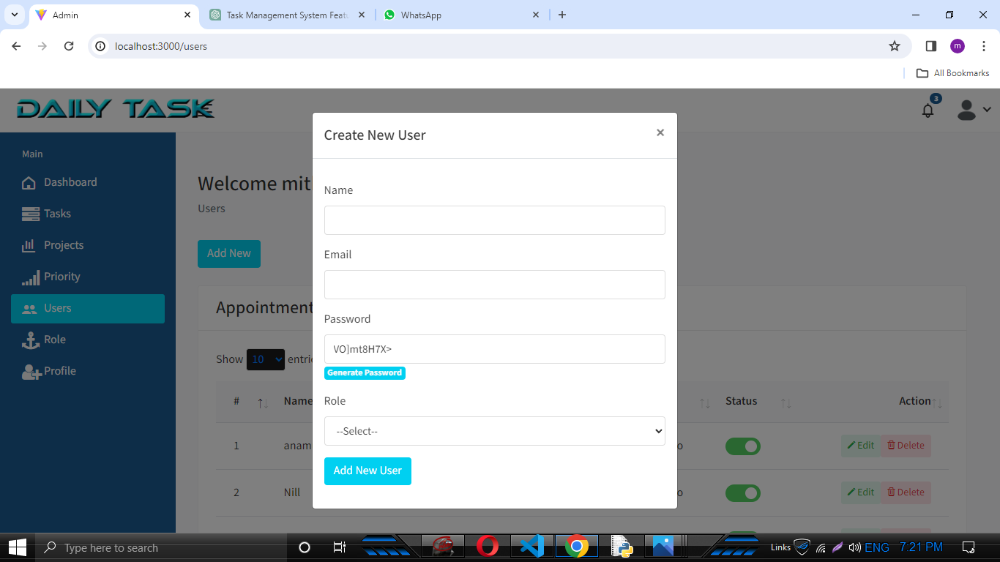 Admin
Task Management System Featu
WhatsApp
localhost:3000/users
m
All Bookmarks
DAILY TASK
3
Main
Dashboard
Tasks
Projects
Priority
Users
Role
Profile
Welcome mit
Users
Add New
Appointment
Show 10 entri
# Name Status Action
1 anam o Edit Delete
2 Nill o Edit Delete
Create New User
×
Name
Email
Password
VO]mt8H7X>
Generate Password
Role
--Select--
Add New User
Type here to search
Links
ENG
7:21 PM